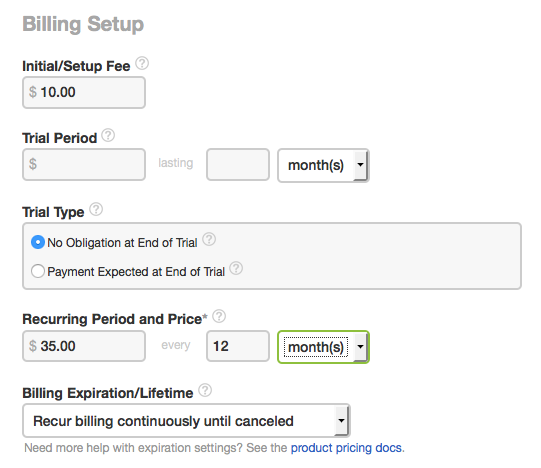 Billing Setup
Initial/Setup Fee ?
$ 10.00
Trial Period ?
$ lasting month(s)
Trial Type ?
No Obligation at End of Trial ?
Payment Expected at End of Trial ?
Recurring Period and Price* ?
$ 35.00 every 12 month(s)
Billing Expiration/Lifetime ?
Recur billing continuously until canceled
Need more help with expiration settings? See the product pricing docs.